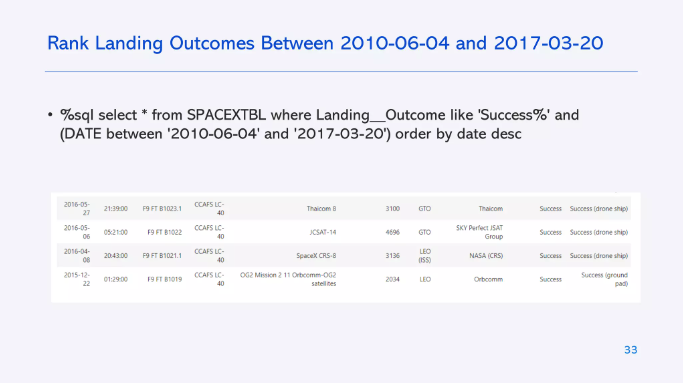 Rank Landing Outcomes Between 2010-06-04 and 2017-03-20
• %sql select * from SPACEXTBL where Landing__Outcome like 'Success%' and
(DATE between '2010-06-04' and '2017-03-20') order by date desc
2016-05-27 21:39:00 F9 FT B1023.1 CCAFS LC-40 Thaicom 8 3100 GTO Thaicom Success Success (drone ship)
2016-05-06 05:21:00 F9 FT B1022 CCAFS LC-40 JCSAT-14 4696 GTO SKY Perfect JSAT Group Success Success (drone ship)
2016-04-08 20:43:00 F9 FT B1021.1 CCAFS LC-40 SpaceX CRS-8 3136 LEO (ISS) NASA (CRS) Success Success (drone ship)
2015-12-22 01:29:00 F9 FT B1019 CCAFS LC-40 OG2 Mission 2 11 Orbcomm-OG2 satellites 2034 LEO Orbcomm Success Success (ground pad)
33